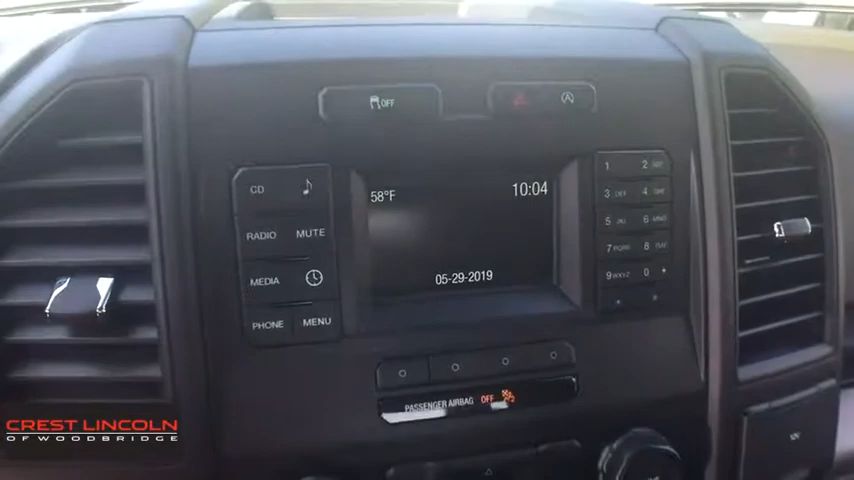 OFF
A
58°F 10:04
05-29-2019
CD
RADIO MUTE
MEDIA
PHONE MENU
1 2 ABC
3 DEF 4 GHI
5 JKL 6 MNO
7 PQRS 8 TUV
9 WXYZ 0 +
PASSENGER AIRBAG OFF
CREST LINCOLN
OF WOODBRIDGE